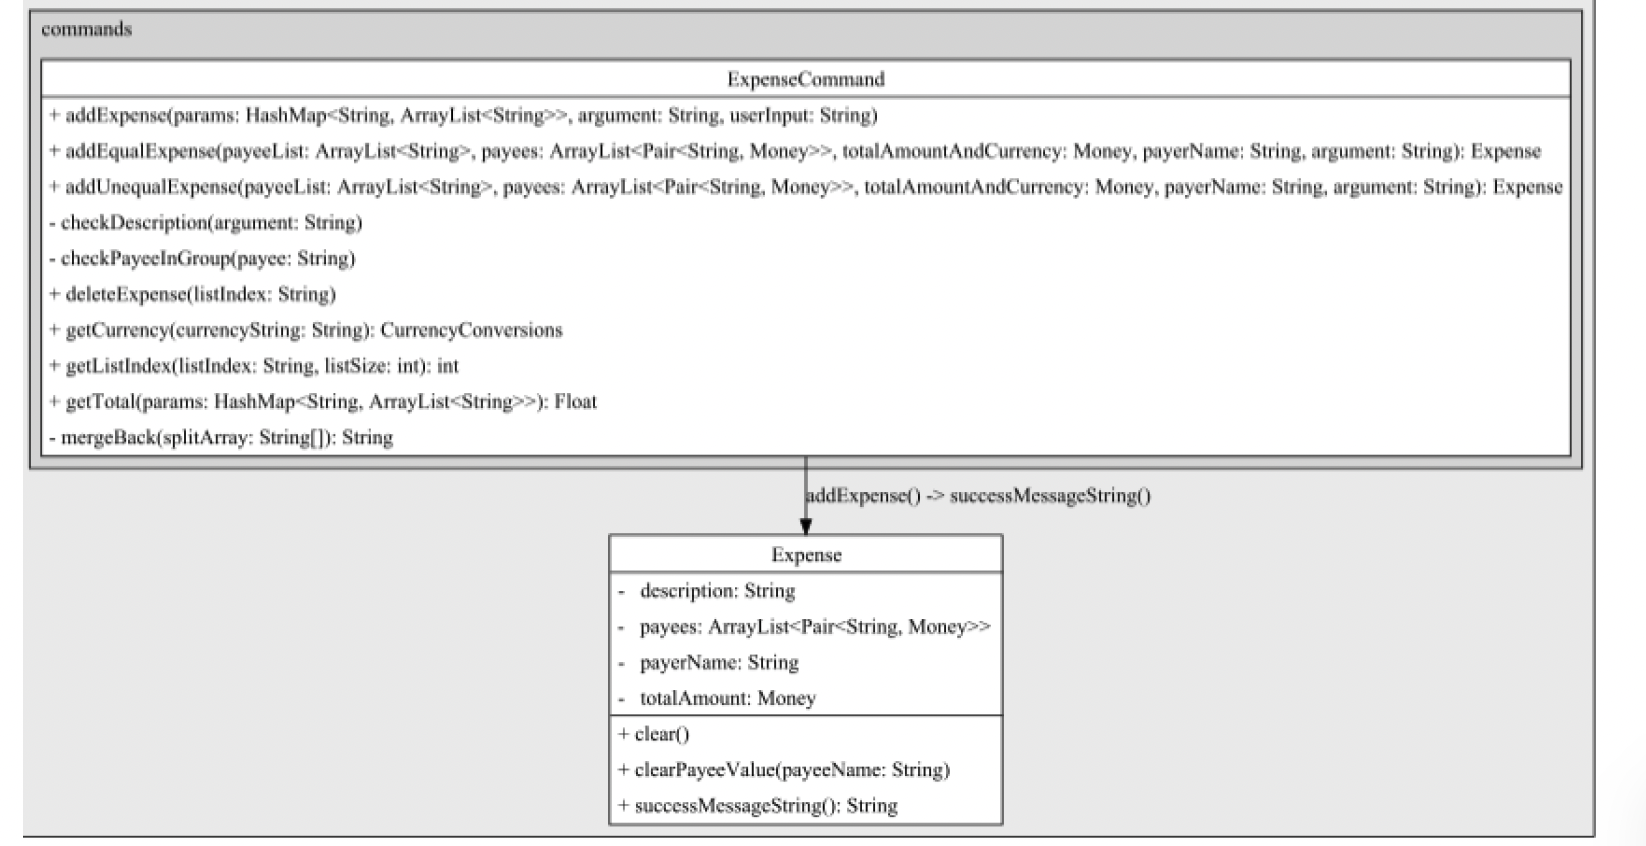 commands
ExpenseCommand
+ addExpense(params: HashMap<String, ArrayList<String>>, argument: String, userInput: String)
+ addEqualExpense(payeeList: ArrayList<String>, payees: ArrayList<Pair<String, Money>>, totalAmountAndCurrency: Money, payerName: String, argument: String): Expense
+ addUnequalExpense(payeeList: ArrayList<String>, payees: ArrayList<Pair<String, Money>>, totalAmountAndCurrency: Money, payerName: String, argument: String): Expense
- checkDescription(argument: String)
- checkPayeeInGroup(payee: String)
+ deleteExpense(listIndex: String)
+ getCurrency(currencyString: String): CurrencyConversions
+ getListIndex(listIndex: String, listSize: int): int
+ getTotal(params: HashMap<String, ArrayList<String>>): Float
- mergeBack(splitArray: String[]): String
addExpense() -> successMessageString()
Expense
- description: String
- payees: ArrayList<Pair<String, Money>>
- payerName: String
- totalAmount: Money
+ clear()
+ clearPayeeValue(payeeName: String)
+ successMessageString(): String